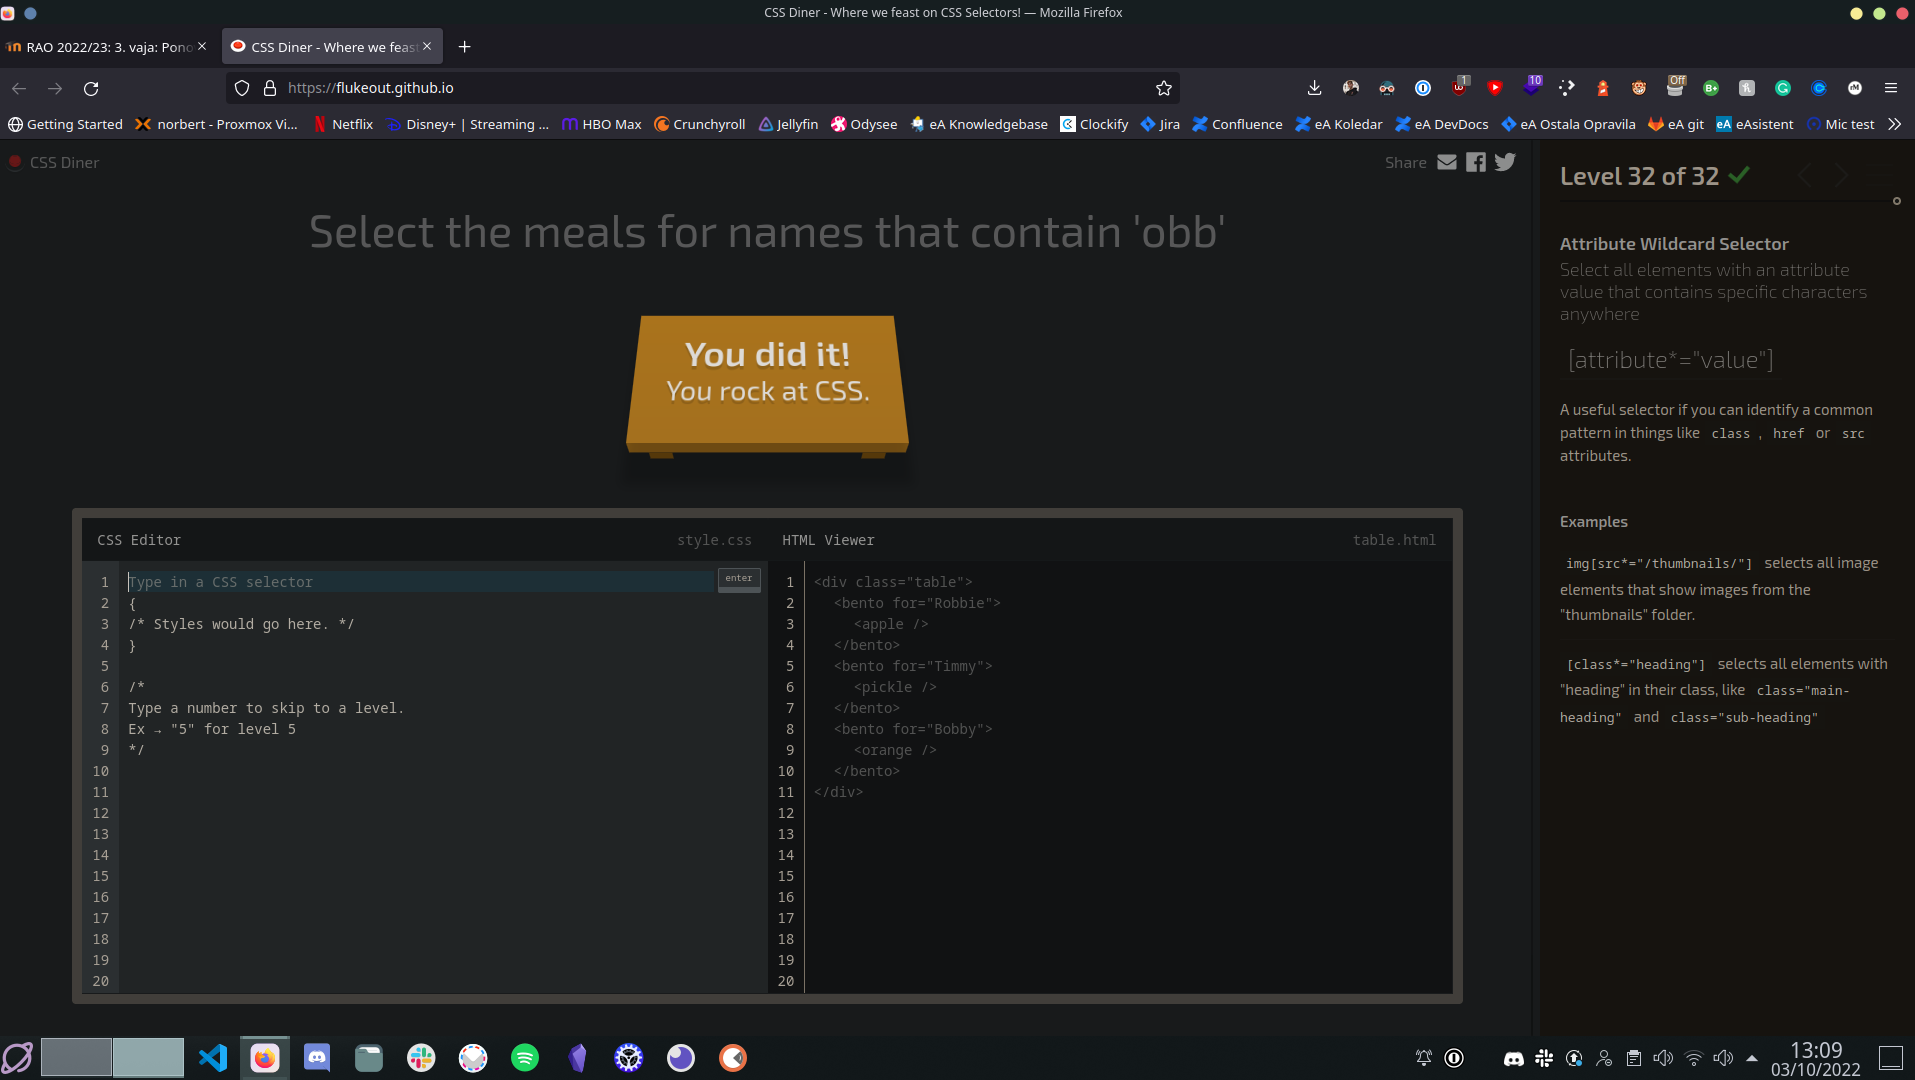 CSS Diner - Where we feast on CSS Selectors! — Mozilla Firefox
RAO 2022/23: 3. vaja: Pono
CSS Diner - Where we feas
https://flukeout.github.io
1
10
Off
Getting Started
norbert - Proxmox Vi...
Netflix
Disney+ | Streaming ...
HBO Max
Crunchyroll
Jellyfin
Odysee
eA Knowledgebase
Clockify
Jira
Confluence
eA Koledar
eA DevDocs
eA Ostala Opravila
eA git
eAsistent
Mic test
CSS Diner
Share
Select the meals for names that contain 'obb'
You did it!
You rock at CSS.
CSS Editor
style.css
1 Type in a CSS selector
enter
2 {
3 /* Styles would go here. */
4 }
5
6 /*
7 Type a number to skip to a level.
8 Ex → "5" for level 5
9 */
10
11
12
13
14
15
16
17
18
19
20
HTML Viewer
table.html
1 <div class="table">
2 <bento for="Robbie">
3 <apple />
4 </bento>
5 <bento for="Timmy">
6 <pickle />
7 </bento>
8 <bento for="Bobby">
9 <orange />
10 </bento>
11 </div>
12
13
14
15
16
17
18
19
20
Level 32 of 32
Attribute Wildcard Selector
Select all elements with an attribute
value that contains specific characters
anywhere
[attribute*="value"]
A useful selector if you can identify a common
pattern in things like class , href or src
attributes.
Examples
img[src*="/thumbnails/"] selects all image
elements that show images from the
"thumbnails" folder.
[class*="heading"] selects all elements with
"heading" in their class, like class="main-
heading" and class="sub-heading"
13:09
03/10/2022